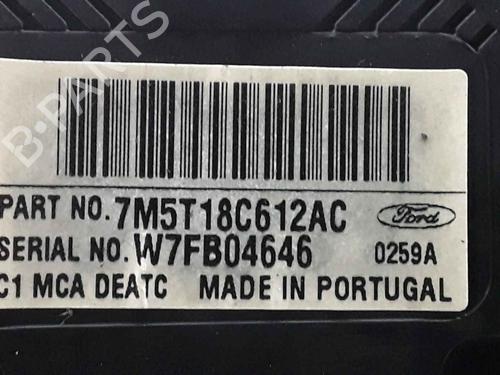 B-PARTS
PART NO. 7M5T18C612AC Ford
SERIAL NO. W7FB04646 0259A
C1 MCA DEATC MADE IN PORTUGAL